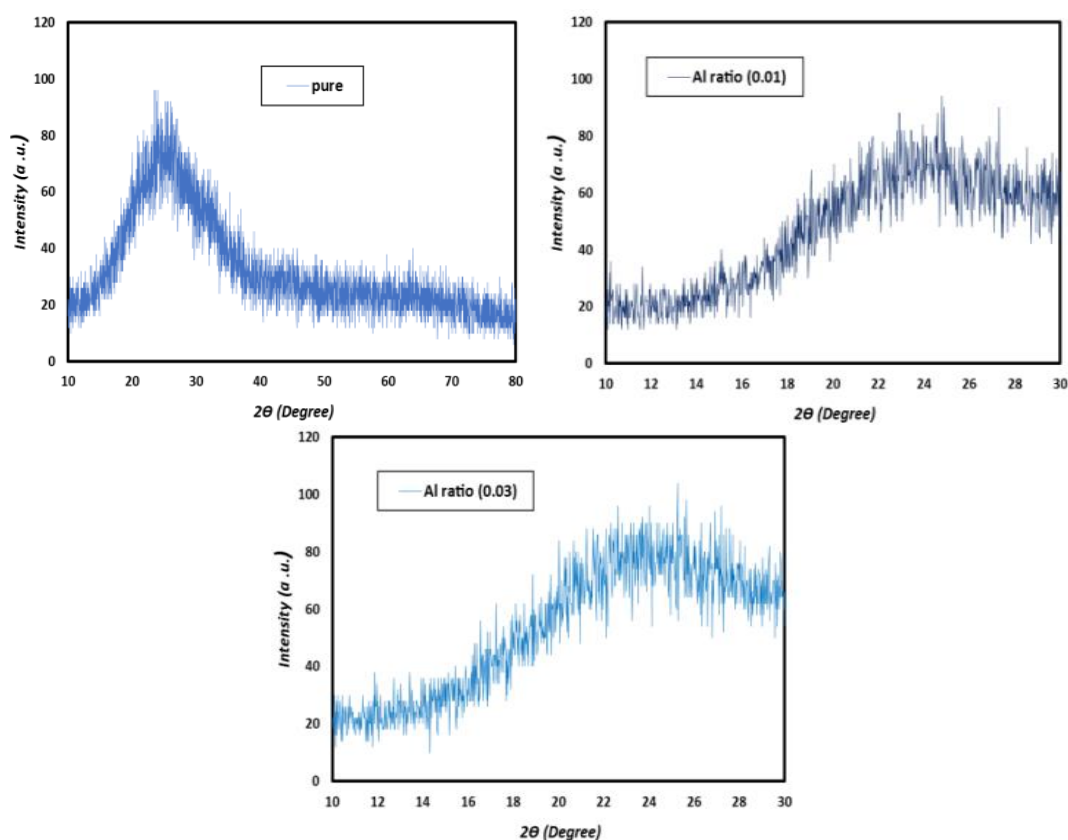 120
100
80
60
40
20
0
Intensity (a .u.)
pure
10 20 30 40 50 60 70 80
2θ (Degree)
120
100
80
60
40
20
0
Intensity (a .u.)
Al ratio (0.01)
10 12 14 16 18 20 22 24 26 28 30
2θ (Degree)
120
100
80
60
40
20
0
Intensity (a .u.)
Al ratio (0.03)
10 12 14 16 18 20 22 24 26 28 30
2θ (Degree)